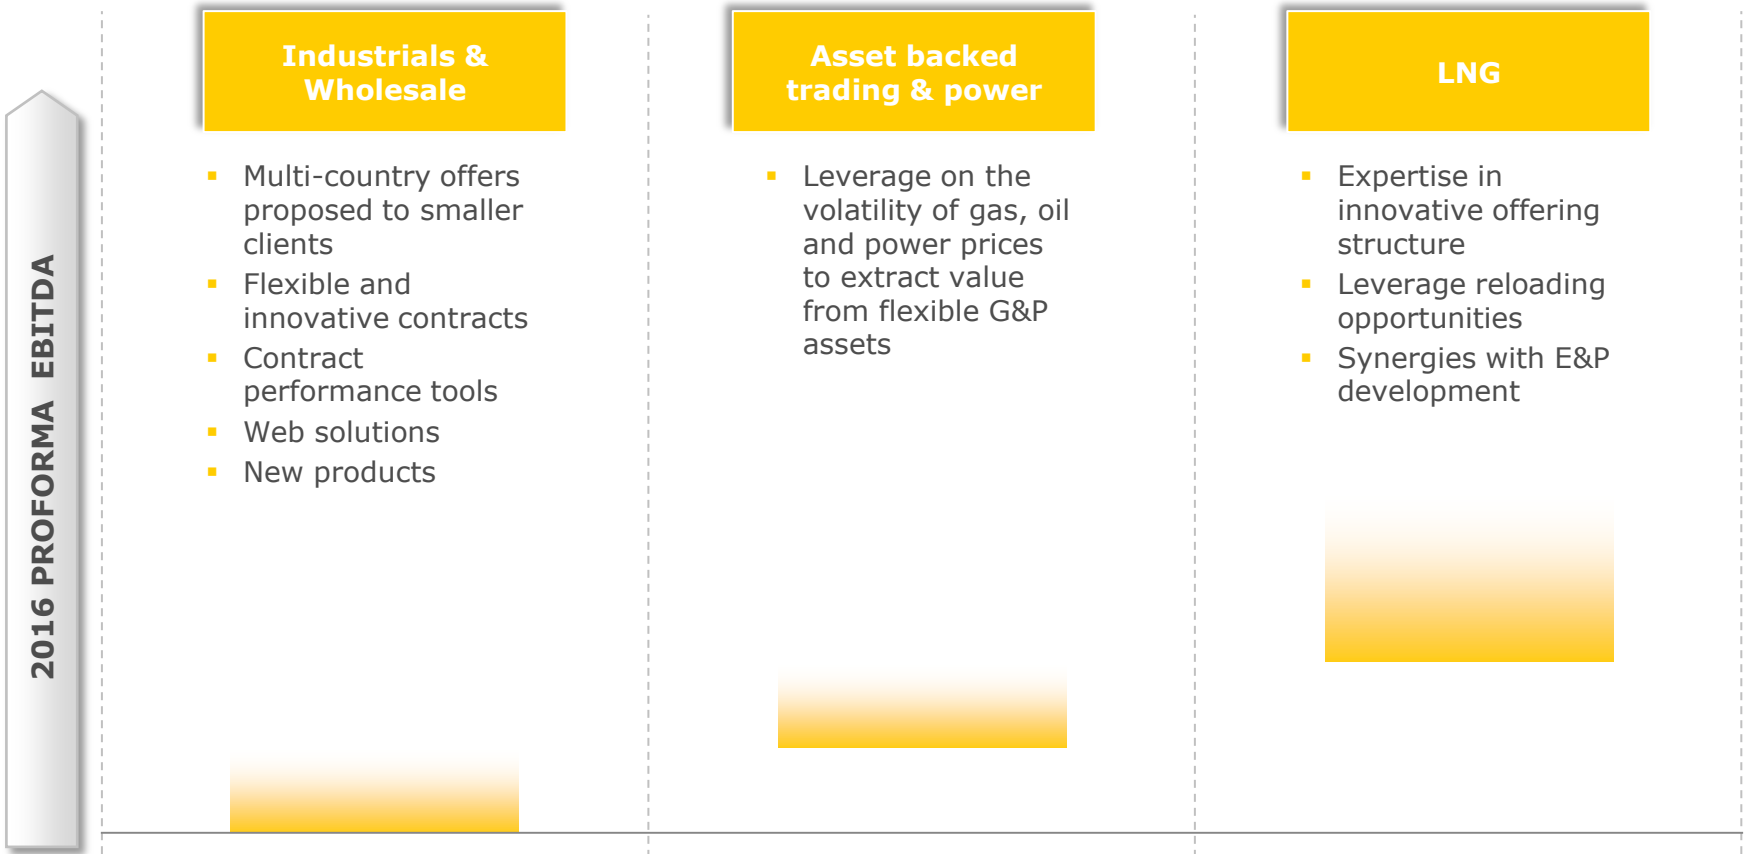 2016 PROFORMA EBITDA
Industrials &
Wholesale
Multi-country offers
proposed to smaller
clients
Flexible and
innovative contracts
Contract
performance tools
Web solutions
New products
Asset backed
trading & power
Leverage on the
volatility of gas, oil
and power prices
to extract value
from flexible G&P
assets
LNG
Expertise in
innovative offering
structure
Leverage reloading
opportunities
Synergies with E&P
development